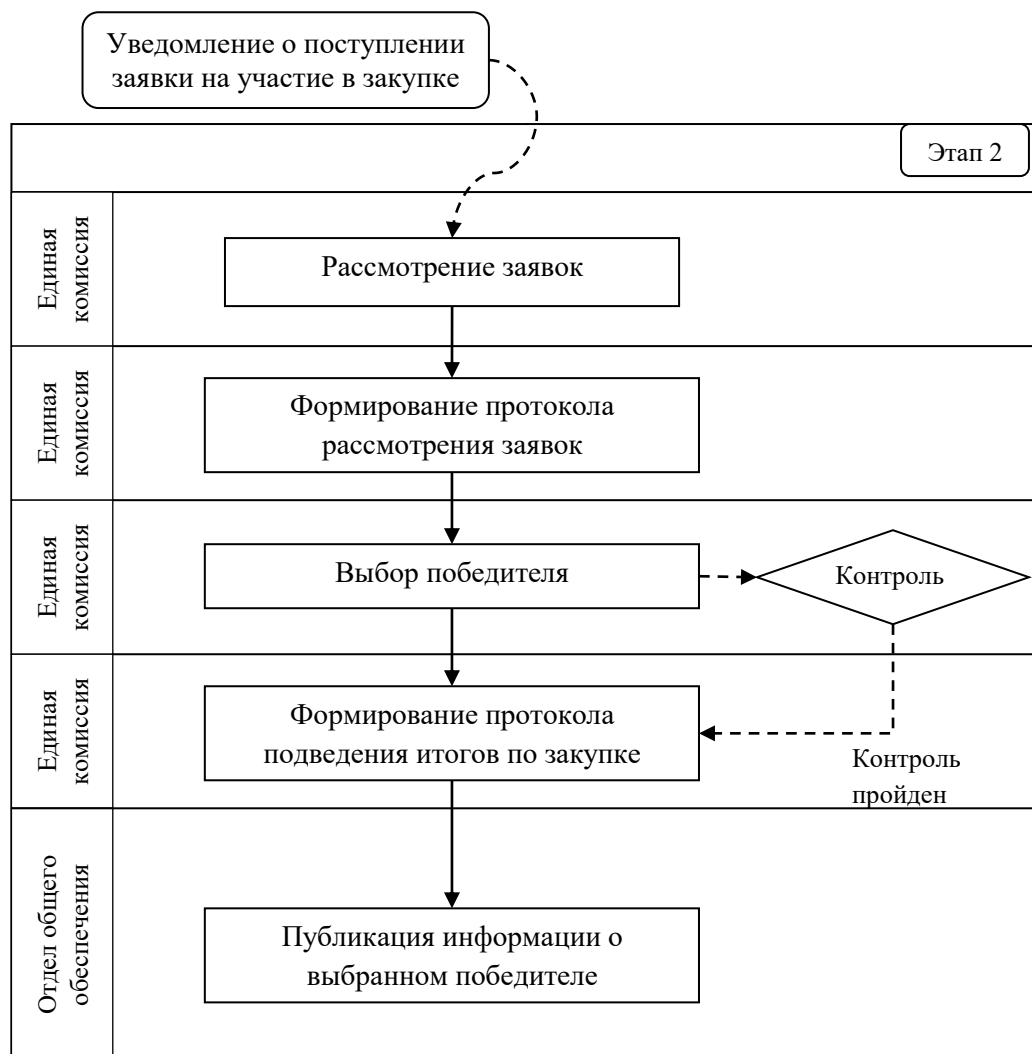 Уведомление о поступлении
заявки на участие в закупке
Этап 2
Единая
комиссия
Рассмотрение заявок
Единая
комиссия
Формирование протокола
рассмотрения заявок
Единая
комиссия
Выбор победителя
Контроль
Единая
комиссия
Формирование протокола
подведения итогов по закупке
Контроль
пройден
Отдел общего
обеспечения
Публикация информации о
выбранном победителе